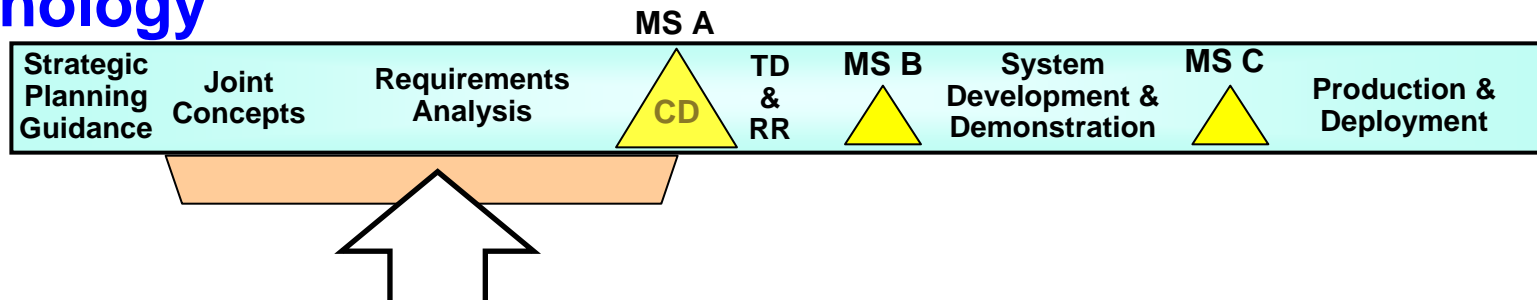 nology
MS A
Strategic
Planning
Guidance
Joint
Concepts
Requirements
Analysis
CD
TD
&
RR
MS B
System
Development &
Demonstration
MS C
Production &
Deployment